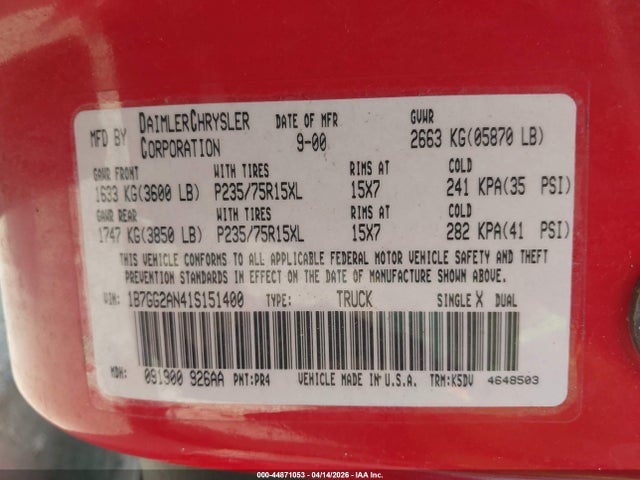 MFD BY DAIMLERCHRYSLER CORPORATION DATE OF MFR 9-00 GVWR 2663 KG(05870 LB)
GAWR FRONT WITH TIRES RIMS AT COLD
1633 KG(3600 LB) P235/75R15XL 15X7 241 KPA(35 PSI)
GAWR REAR WITH TIRES RIMS AT COLD
1747 KG(3850 LB) P235/75R15XL 15X7 282 KPA(41 PSI)
THIS VEHICLE CONFORMS TO ALL APPLICABLE FEDERAL MOTOR VEHICLE SAFETY AND THEFT
PREVENTION STANDARDS IN EFFECT ON THE DATE OF MANUFACTURE SHOWN ABOVE.
VIN: 1B7GG2AN41S151400 TYPE: TRUCK SINGLE X DUAL
MDH: 091900 926AA PNT:PR4 VEHICLE MADE IN U.S.A. TRM:K5DV 4648503
000-44871053 - 04/14/2026 - IAA Inc.